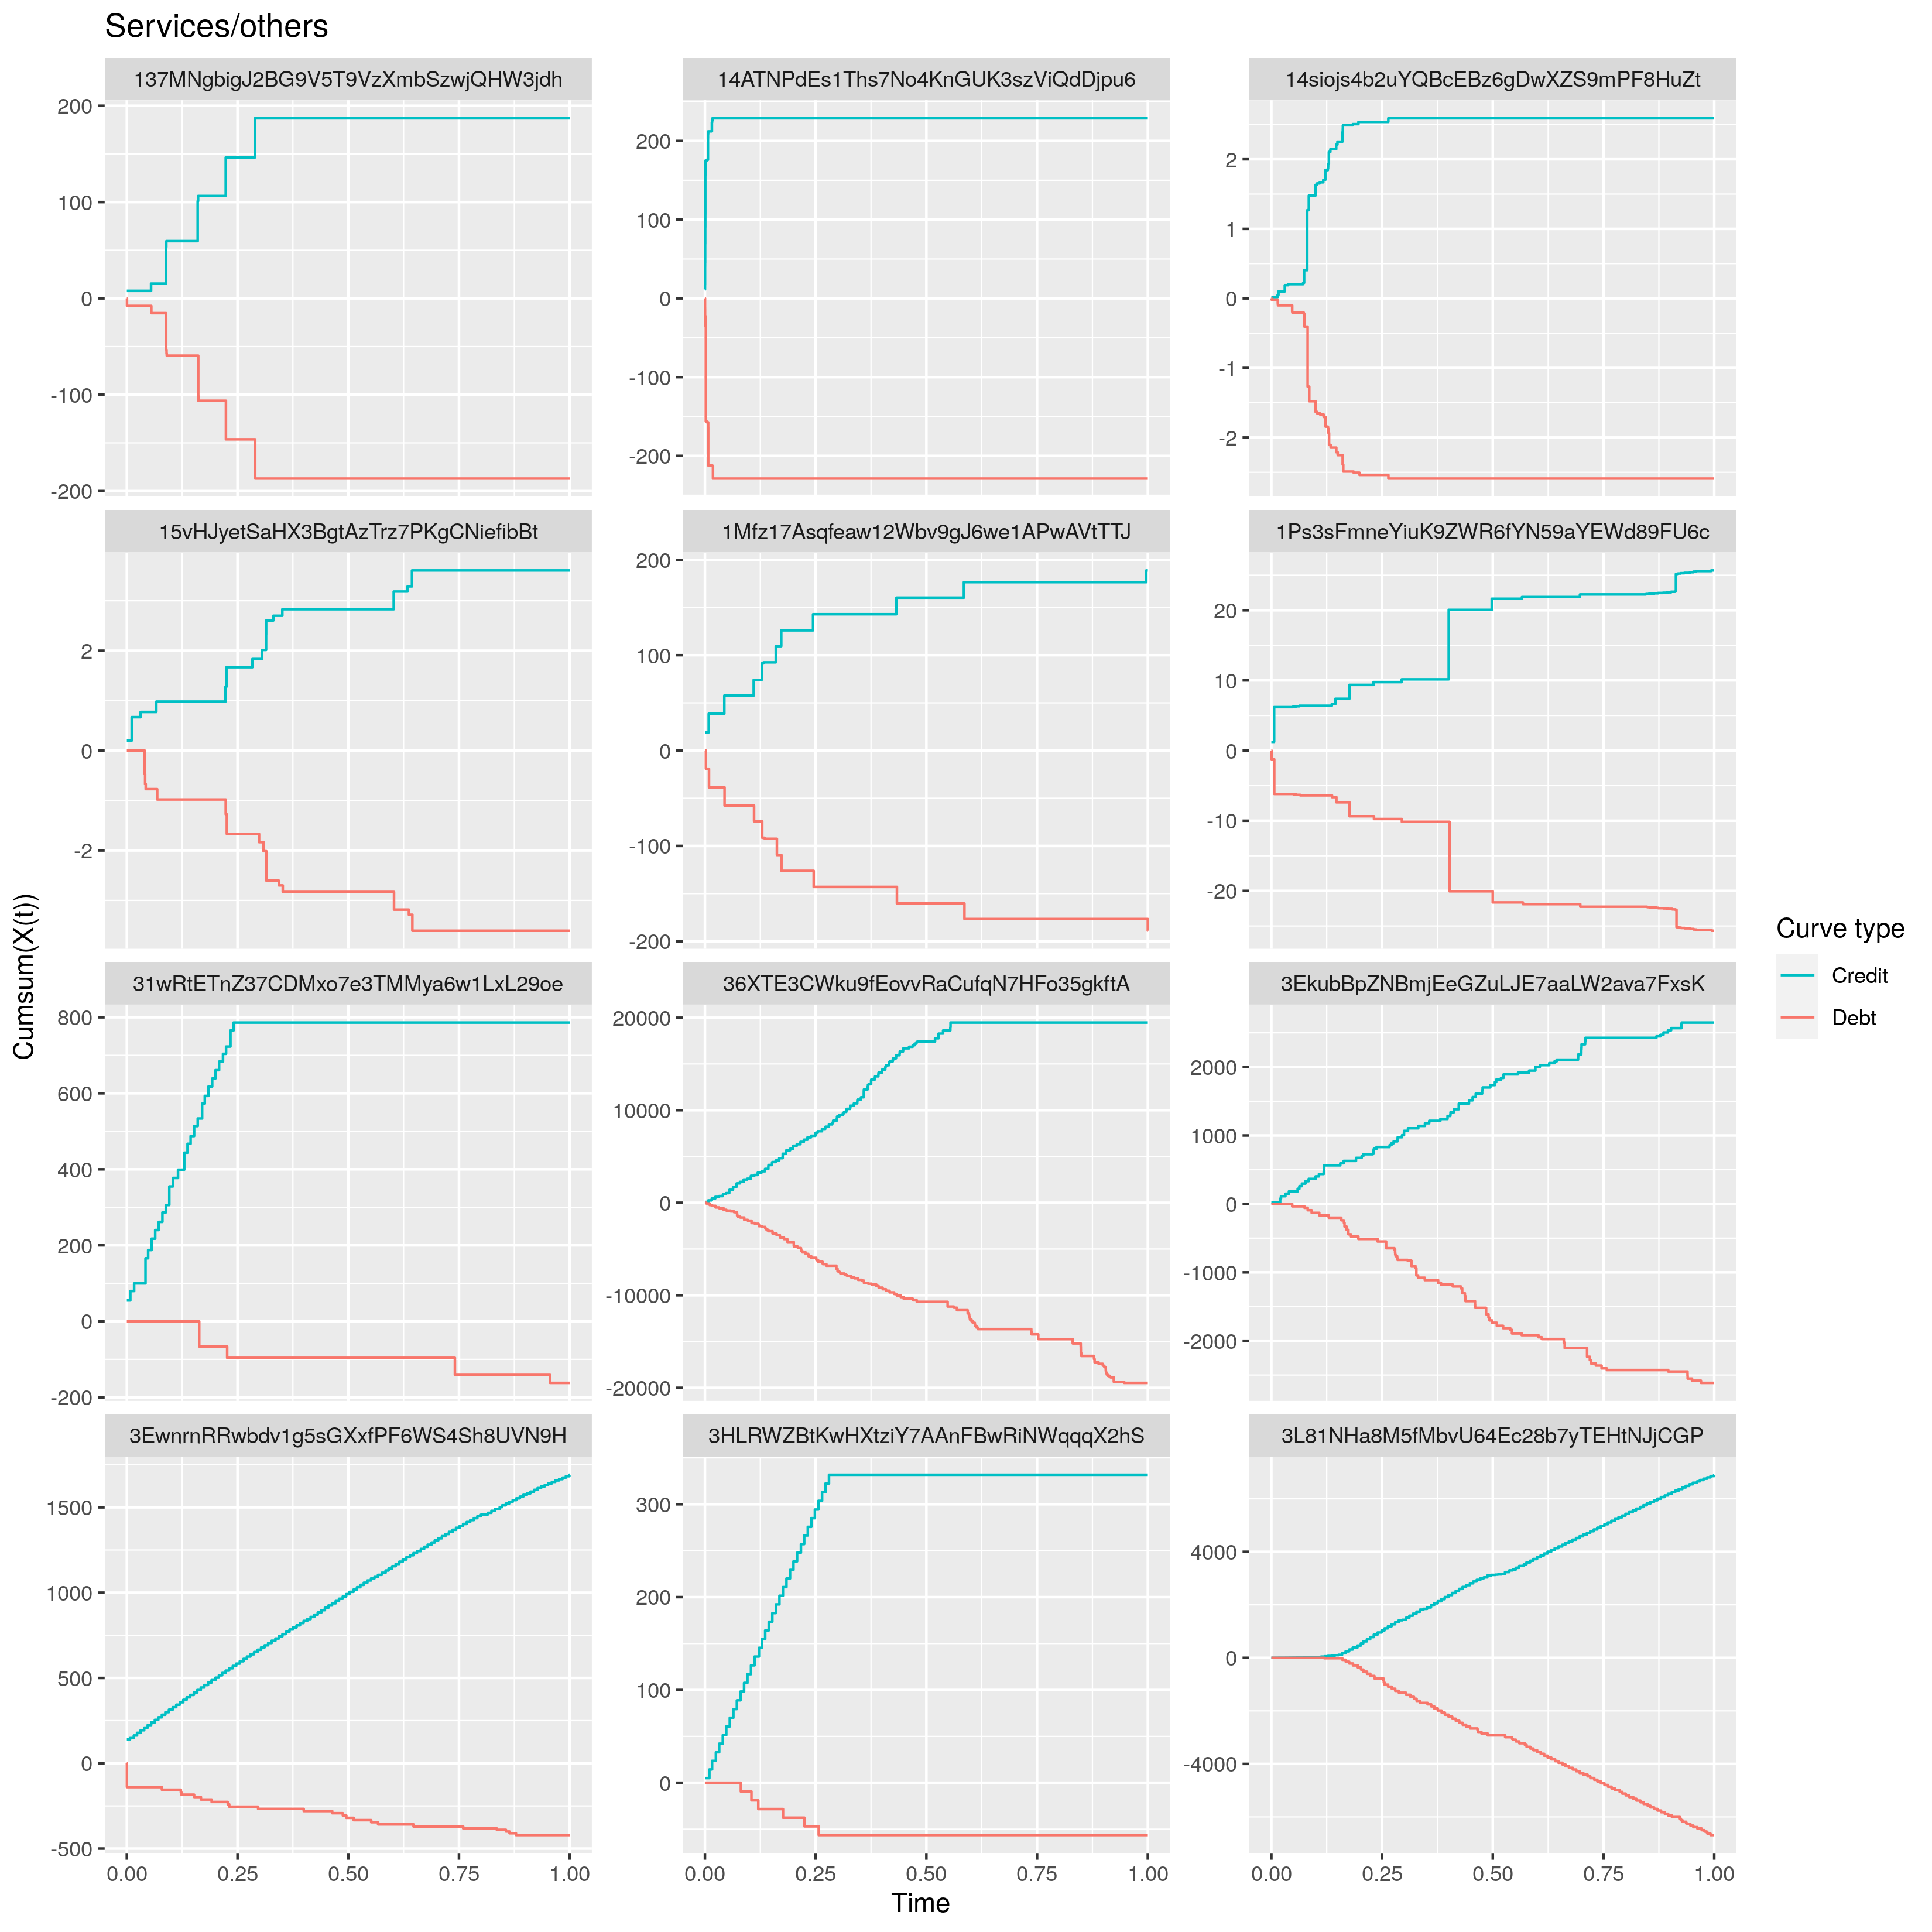 Services/others
137MNgbigJ2BG9V5T9VzXmbSzwjQHW3jdh
14ATNPdEs1Ths7No4KnGUK3szViQdDjpu6
14siojs4b2uYQBcEBz6gDwXZS9mPF8HuZt
200
100
0
-100
-200
200
100
0
-100
-200
2
1
0
-1
-2
15vHJyetSaHX3BgtAzTrz7PKgCNiefibBt
1Mfz17Asqfeaw12Wbv9gJ6we1APwAVtTTJ
1Ps3sFmneYiuK9ZWR6fYN59aYEWd89FU6c
2
0
-2
200
100
0
-100
-200
20
10
0
-10
-20
31wRtETnZ37CDMxo7e3TMMya6w1LxL29oe
36XTE3CWku9fEovvRaCufqN7HFo35gkftA
3EkubBpZNBmjEeGZuLJE7aaLW2ava7FxsK
800
600
400
200
0
-200
20000
10000
0
-10000
-20000
2000
1000
0
-1000
-2000
3EwnrnRRwbdv1g5sGXxfPF6WS4Sh8UVN9H
3HLRWZBtKwHXtziY7AAnFBwRiNWqqqX2hS
3L81NHa8M5fMbvU64Ec28b7yTEHtNJjCGP
1500
1000
500
0
-500
300
200
100
0
4000
0
-4000
0.00 0.25 0.50 0.75 1.00
0.00 0.25 0.50 0.75 1.00
0.00 0.25 0.50 0.75 1.00
Time
Cumsum(X(t))
Curve type
Credit
Debt